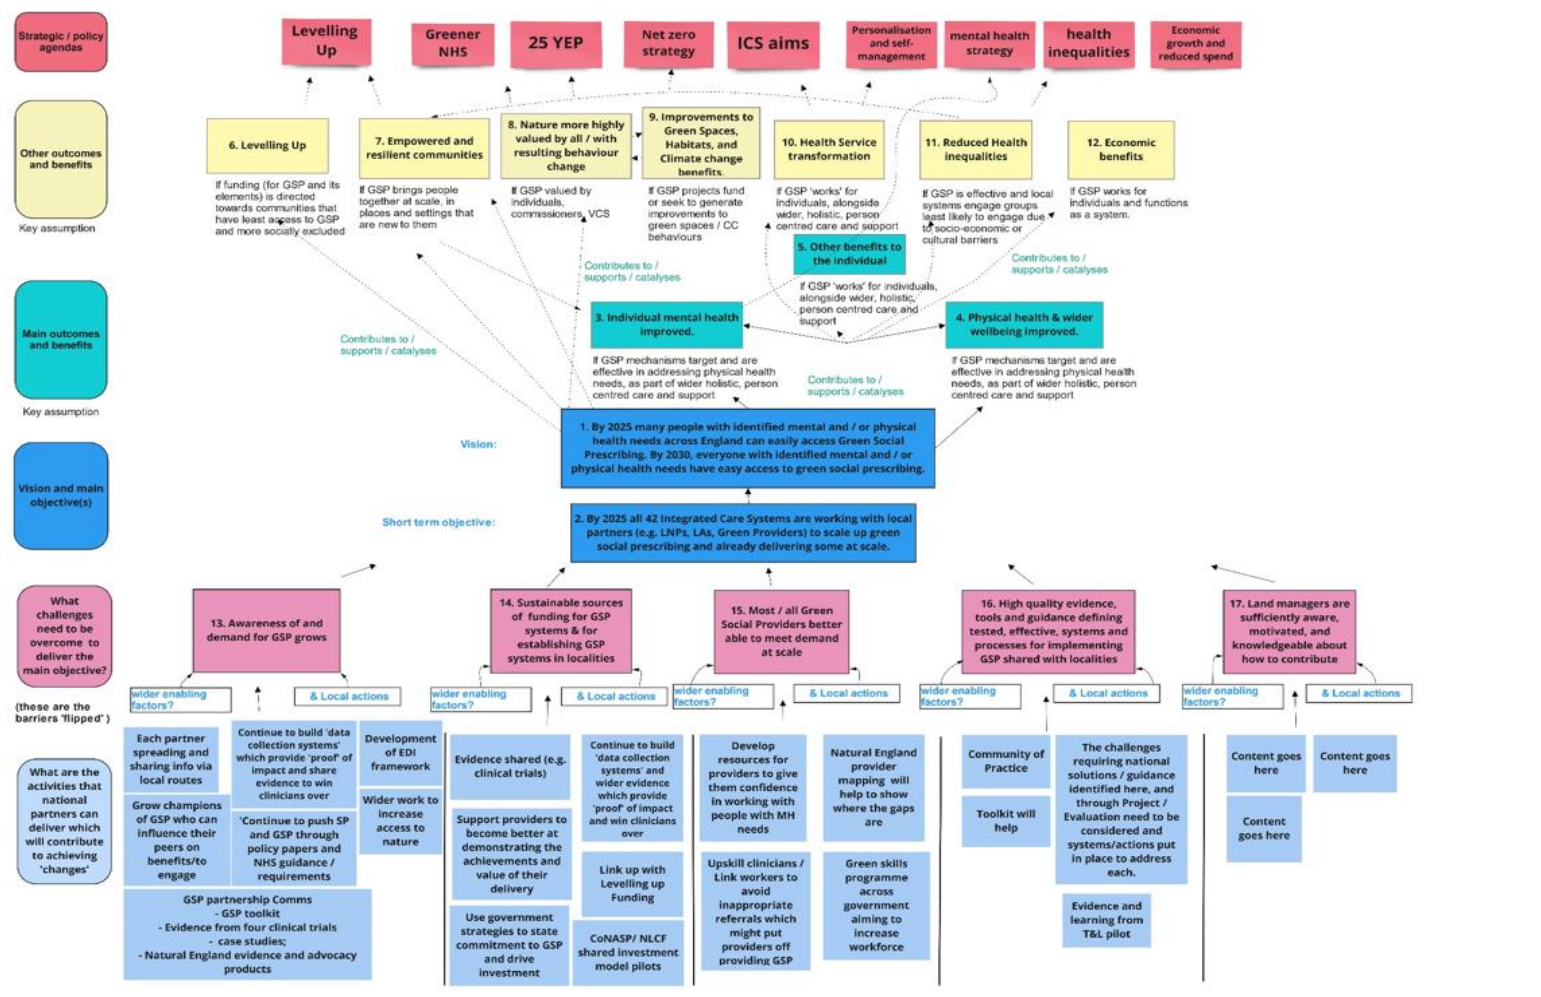 Strategic / policy
agendas
Levelling
Up
Greener
NHS
25 YEP
Net zero
strategy
ICS aims
Personalisation
and self-
management
mental health
strategy
health
inequalities
Economic
growth and
reduced spend
Other outcomes
and benefits
Key assumption
6. Levelling Up
If funding (for GSP and its
elements) is directed
towards communities that
have least access to GSP
and more socially excluded
7. Empowered and
resilient communities
If GSP brings people
together at scale, in
places and settings that
are new to them
8. Nature more highly
valued by all / with
resulting behaviour
change
If GSP valued by
individuals,
commssioners, VCS
9. Improvements to
Green Spaces,
Habitats, and
Climate change
benefits.
If GSP projects fund
or seek to generate
improvements to
green spaces / CC
behaviours
10. Health Service
transformation
If GSP 'works' for
individuals, alongside
wider, holistic, person
centred care and support
11. Reduced Health
inequalities
If GSP is effective and local
systems engage groups
least likely to engage due
to socio-economic or
cultural barriers
12. Economic
benefits
If GSP works for
individuals and functions
as a system.
5. Other benefits to
the individual
If GSP 'works' for individuals,
alongside wider, holistic,
person centred care and
support
Contributes to /
supports / catalyses
Contributes to /
supports / catalyses
Contributes to /
supports / catalyses
Contributes to /
supports / catalyses
Main outcomes
and benefits
Key assumption
3. Individual mental health
improved.
If GSP mechanisms target and are
effective in addressing physical health
needs, as part of wider holistic, person
centred care and support
4. Physical health & wider
wellbeing improved.
If GSP mechanisms target and are
effective in addressing physical health
needs, as part of wider holistic, person
centred care and support
Vision and main
objective(s)
Vision:
1. By 2025 many people with identified mental and / or physical
health needs across England can easily access Green Social
Prescribing. By 2030, everyone with identified mental and / or
physical health needs have easy access to green social prescribing.
Short term objective:
2. By 2025 all 42 Integrated Care Systems are working with local
partners (e.g. LNPs, LAs, Green Providers) to scale up green
social prescribing and already delivering some at scale.
What
challenges
need to be
overcome to
deliver the
main objective?
(these are the
barriers 'flipped' )
13. Awareness of and
demand for GSP grows
14. Sustainable sources
of funding for GSP
systems & for
establishing GSP
systems in localities
15. Most / all Green
Social Providers better
able to meet demand
at scale
16. High quality evidence,
tools and guidance defining
tested, effective, systems and
processes for implementing
GSP shared with localities
17. Land managers are
sufficiently aware,
motivated, and
knowledgeable about
how to contribute
wider enabling
factors?
& Local actions
wider enabling
factors?
& Local actions
wider enabling
factors?
& Local actions
wider enabling
factors?
& Local actions
wider enabling
factors?
& Local actions
What are the
activities that
national
partners can
deliver which
will contribute
to achieving
'changes'
Each partner
spreading and
sharing info via
local routes
Continue to build 'data
collection systems'
which provide 'proof' of
impact and share
evidence to win
clinicians over
Development
of EDI
framework
Grow champions
of GSP who can
influence their
peers on
benefits/to
engage
'Continue to push SP
and GSP through
policy papers and
NHS guidance /
requirements
Wider work to
increase
access to
nature
GSP partnership Comms
- GSP toolkit
- Evidence from four clinical trials
- case studies;
- Natural England evidence and advocacy
products
Evidence shared (e.g.
clinical trials)
Continue to build
'data collection
systems' and
wider evidence
which provide
'proof' of impact
and win clinicians
over
Support providers to
become better at
demonstrating the
achievements and
value of their
delivery
Link up with
Levelling up
Funding
Use government
strategies to state
commitment to GSP
and drive
investment
CoNASP/ NLCF
shared investment
model pilots
Develop
resources for
providers to give
them confidence
in working with
people with MH
needs
Natural England
provider
mapping will
help to show
where the gaps
are
Upskill clinicians /
Link workers to
avoid
inappropriate
referrals which
might put
providers off
providing GSP
Green skills
programme
across
government
aiming to
increase
workforce
Community of
Practice
Toolkit will
help
The challenges
requiring national
solutions / guidance
identified here, and
through Project /
Evaluation need to be
considered and
systems/actions put
in place to address
each.
Evidence and
learning from
T&L pilot
Content goes
here
Content goes
here
Content
goes here